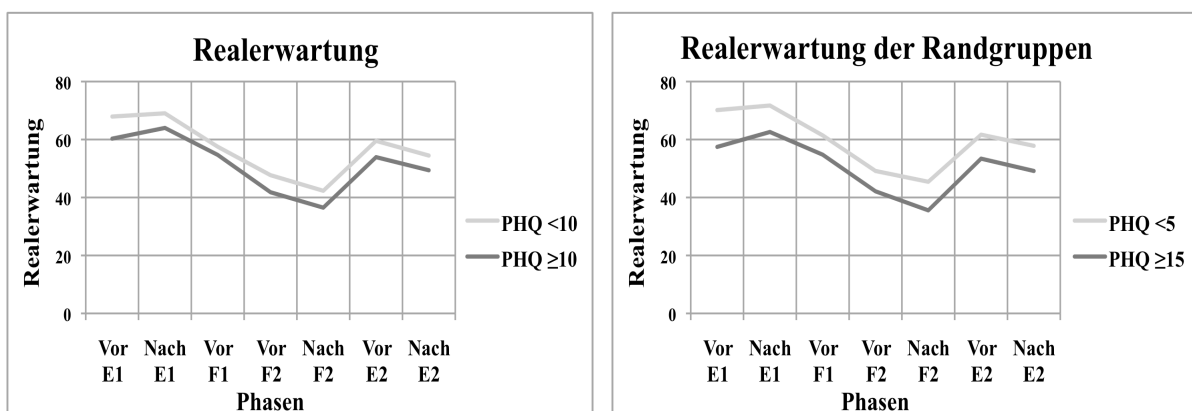 Realerwartung
80
60
40
20
0
Realerwartung
PHQ <10
PHQ ≥10
Vor Nach Vor Vor Nach Vor Nach
E1 E1 F1 F2 F2 E2 E2
Phasen
Realerwartung der Randgruppen
80
60
40
20
0
Realerwartung
PHQ <5
PHQ ≥15
Vor Nach Vor Vor Nach Vor Nach
E1 E1 F1 F2 F2 E2 E2
Phasen